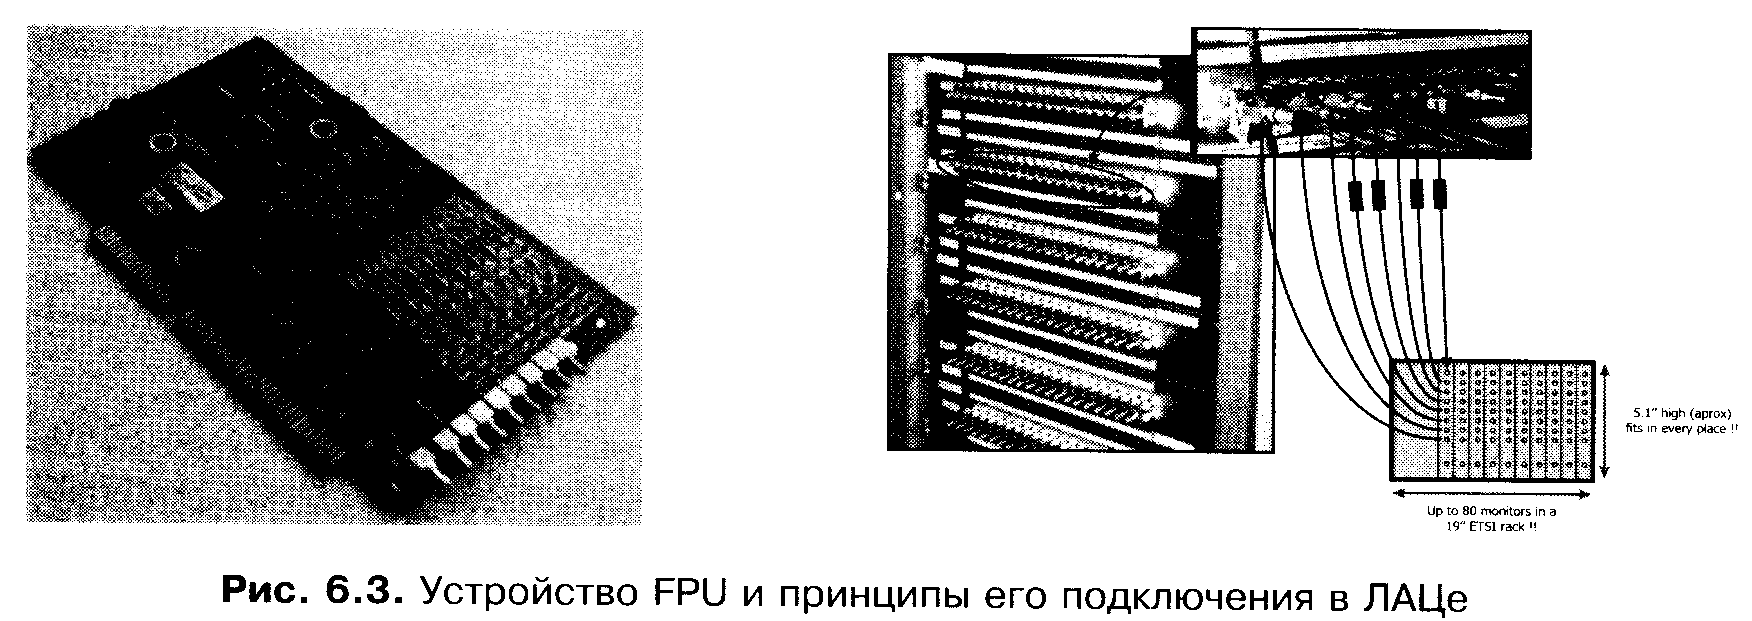 5.1" high (aprox)
fits in every place !!
Up to 80 monitors in a
19" ETSI rack !!
Рис. 6.3. Устройство FPU и принципы его подключения в ЛАЦе